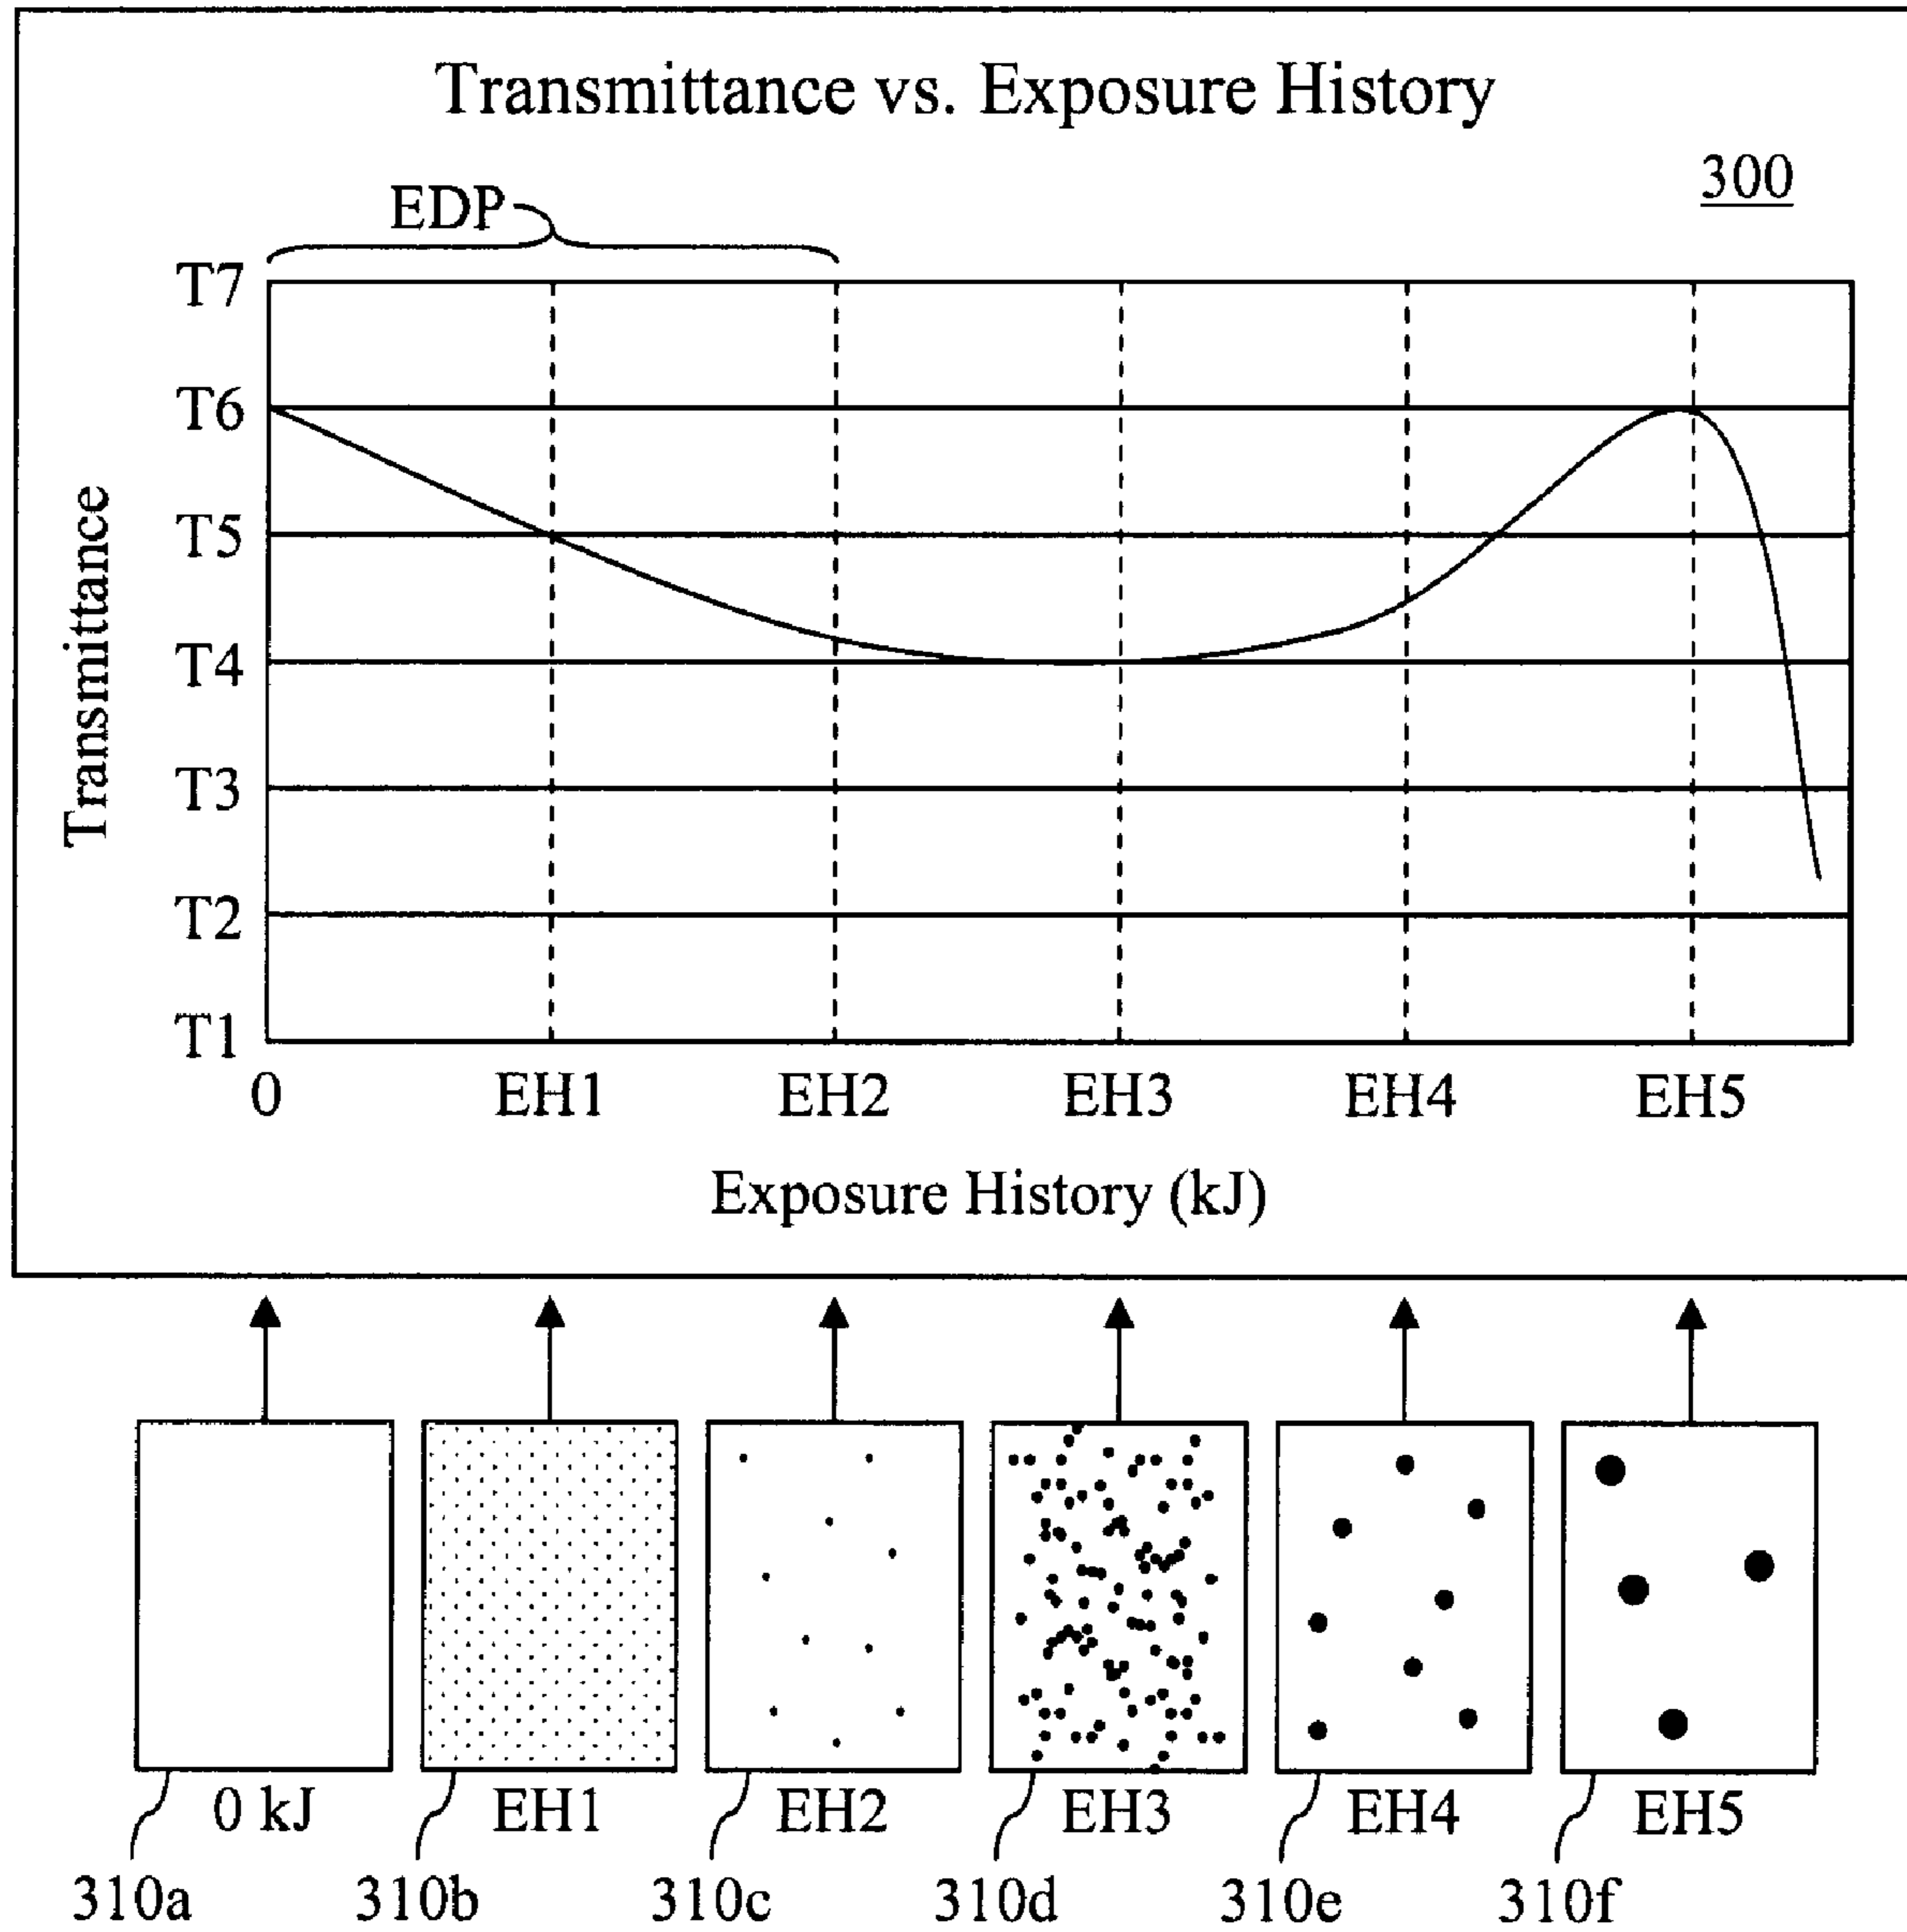 Transmittance vs. Exposure History
300
EDP
T7
T6
T5
T4
T3
T2
T1
Transmittance
0 EH1 EH2 EH3 EH4 EH5
Exposure History (kJ)
0 kJ EH1 EH2 EH3 EH4 EH5
310a 310b 310c 310d 310e 310f